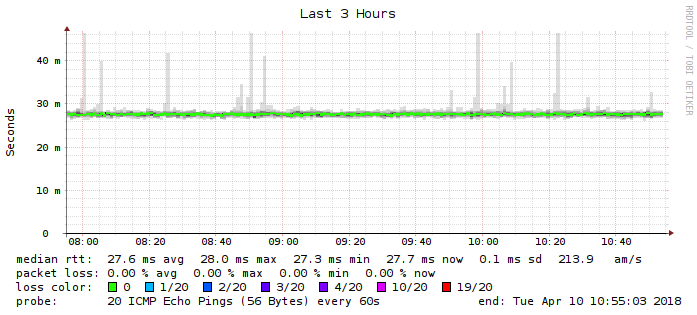 Last 3 Hours
RRDTOOL / TOBI OETIKER
Seconds
40 m
30 m
20 m
10 m
0
08:00 08:20 08:40 09:00 09:20 09:40 10:00 10:20 10:40
median rtt: 27.6 ms avg 28.0 ms max 27.3 ms min 27.7 ms now 0.1 ms sd 213.9 am/s
packet loss: 0.00 % avg 0.00 % max 0.00 % min 0.00 % now
loss color: 0 1/20 2/20 3/20 4/20 10/20 19/20
probe: 20 ICMP Echo Pings (56 Bytes) every 60s end: Tue Apr 10 10:55:03 2018